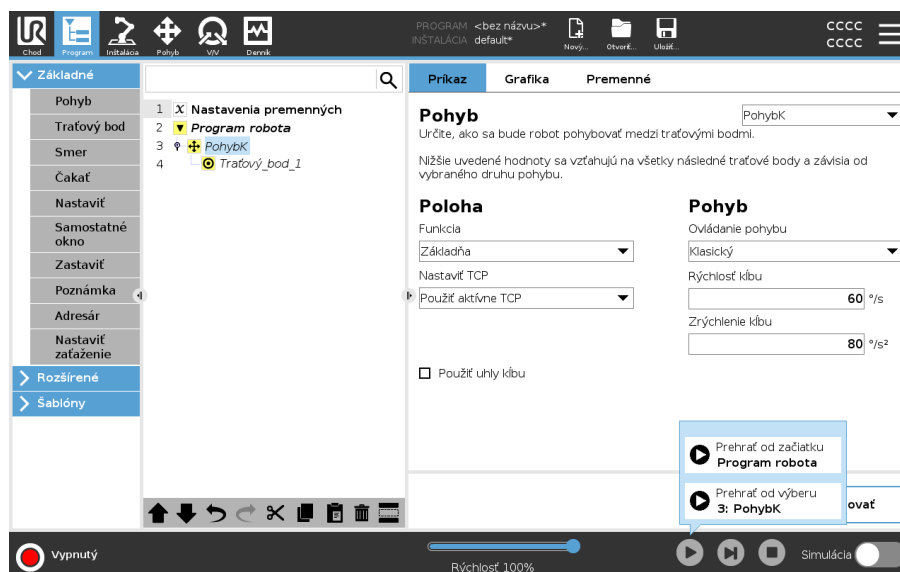 UR
PROGRAM <bez názvu>*
INŠTALÁCIA default*
CCCC
CCCC
Chod
Program
Inštalácia
Pohyb
V/V
Denník
Nový...
Otvoriť...
Uložiť...
Základné
Pohyb
Traťový bod
Smer
Čakať
Nastaviť
Samostatné
okno
Zastaviť
Poznámka
Adresár
Nastaviť
zaťaženie
Rozšírené
Šablóny
1 X Nastavenia premenných
2 Program robota
3 PohybK
4 Traťový_bod_1
Príkaz
Grafika
Premenné
Pohyb
PohybK
Určite, ako sa bude robot pohybovať medzi traťovými bodmi.
Nižšie uvedené hodnoty sa vzťahujú na všetky následné traťové body a závisia od
vybraného druhu pohybu.
Poloha
Funkcia
Základňa
Nastaviť TCP
Použiť aktívne TCP
Použiť uhly kĺbu
Pohyb
Ovládanie pohybu
Klasický
Rýchlosť kĺbu
60 °/s
Zrýchlenie kĺbu
80 °/s²
Prehrať od začiatku
Program robota
Prehrať od výberu
3: PohybK
ovať
Vypnutý
Rýchlosť 100%
Simulácia